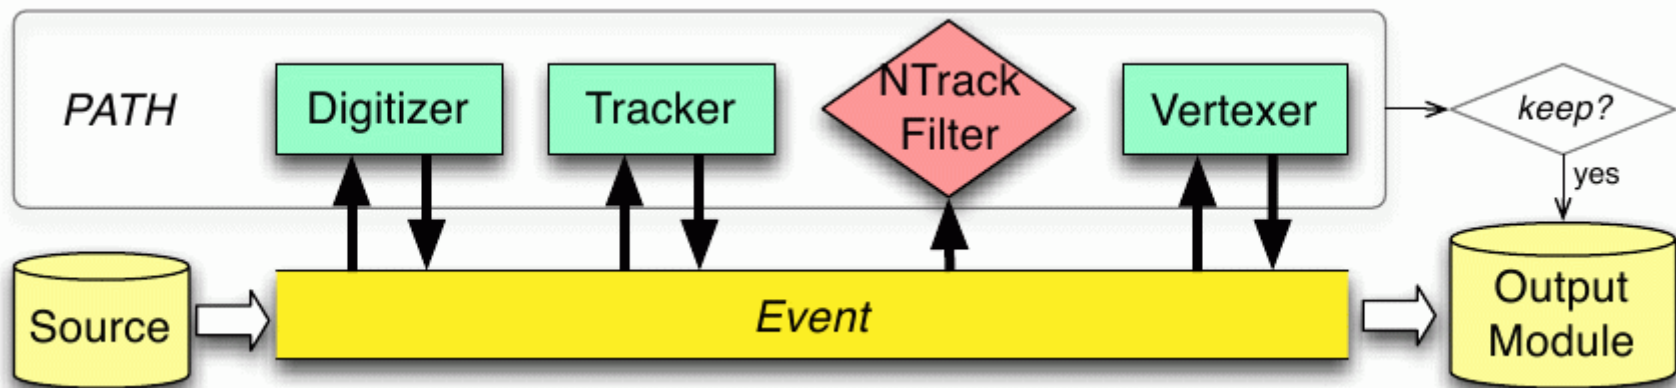 PATH
Digitizer
Tracker
NTrack
Filter
Vertexer
keep?
yes
Source
Event
Output
Module